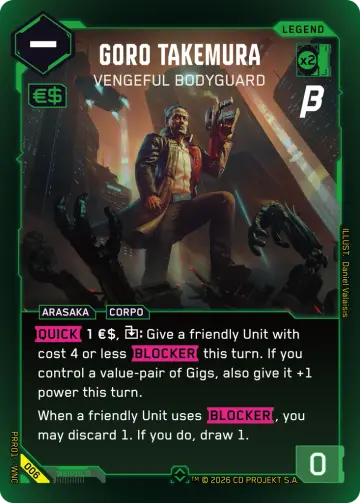 LEGEND
GORO TAKEMURA
VENGEFUL BODYGUARD
x2
€$
β
ILLUST. Daniel Valaisis
ARASAKA CORPO
QUICK 1 €$, : Give a friendly Unit with
cost 4 or less BLOCKER this turn. If you
control a value-pair of Gigs, also give it +1
power this turn.
When a friendly Unit uses BLOCKER, you
may discard 1. If you do, draw 1.
PRR01 WNC
006
™ © 2026 CD PROJEKT S.A.
0